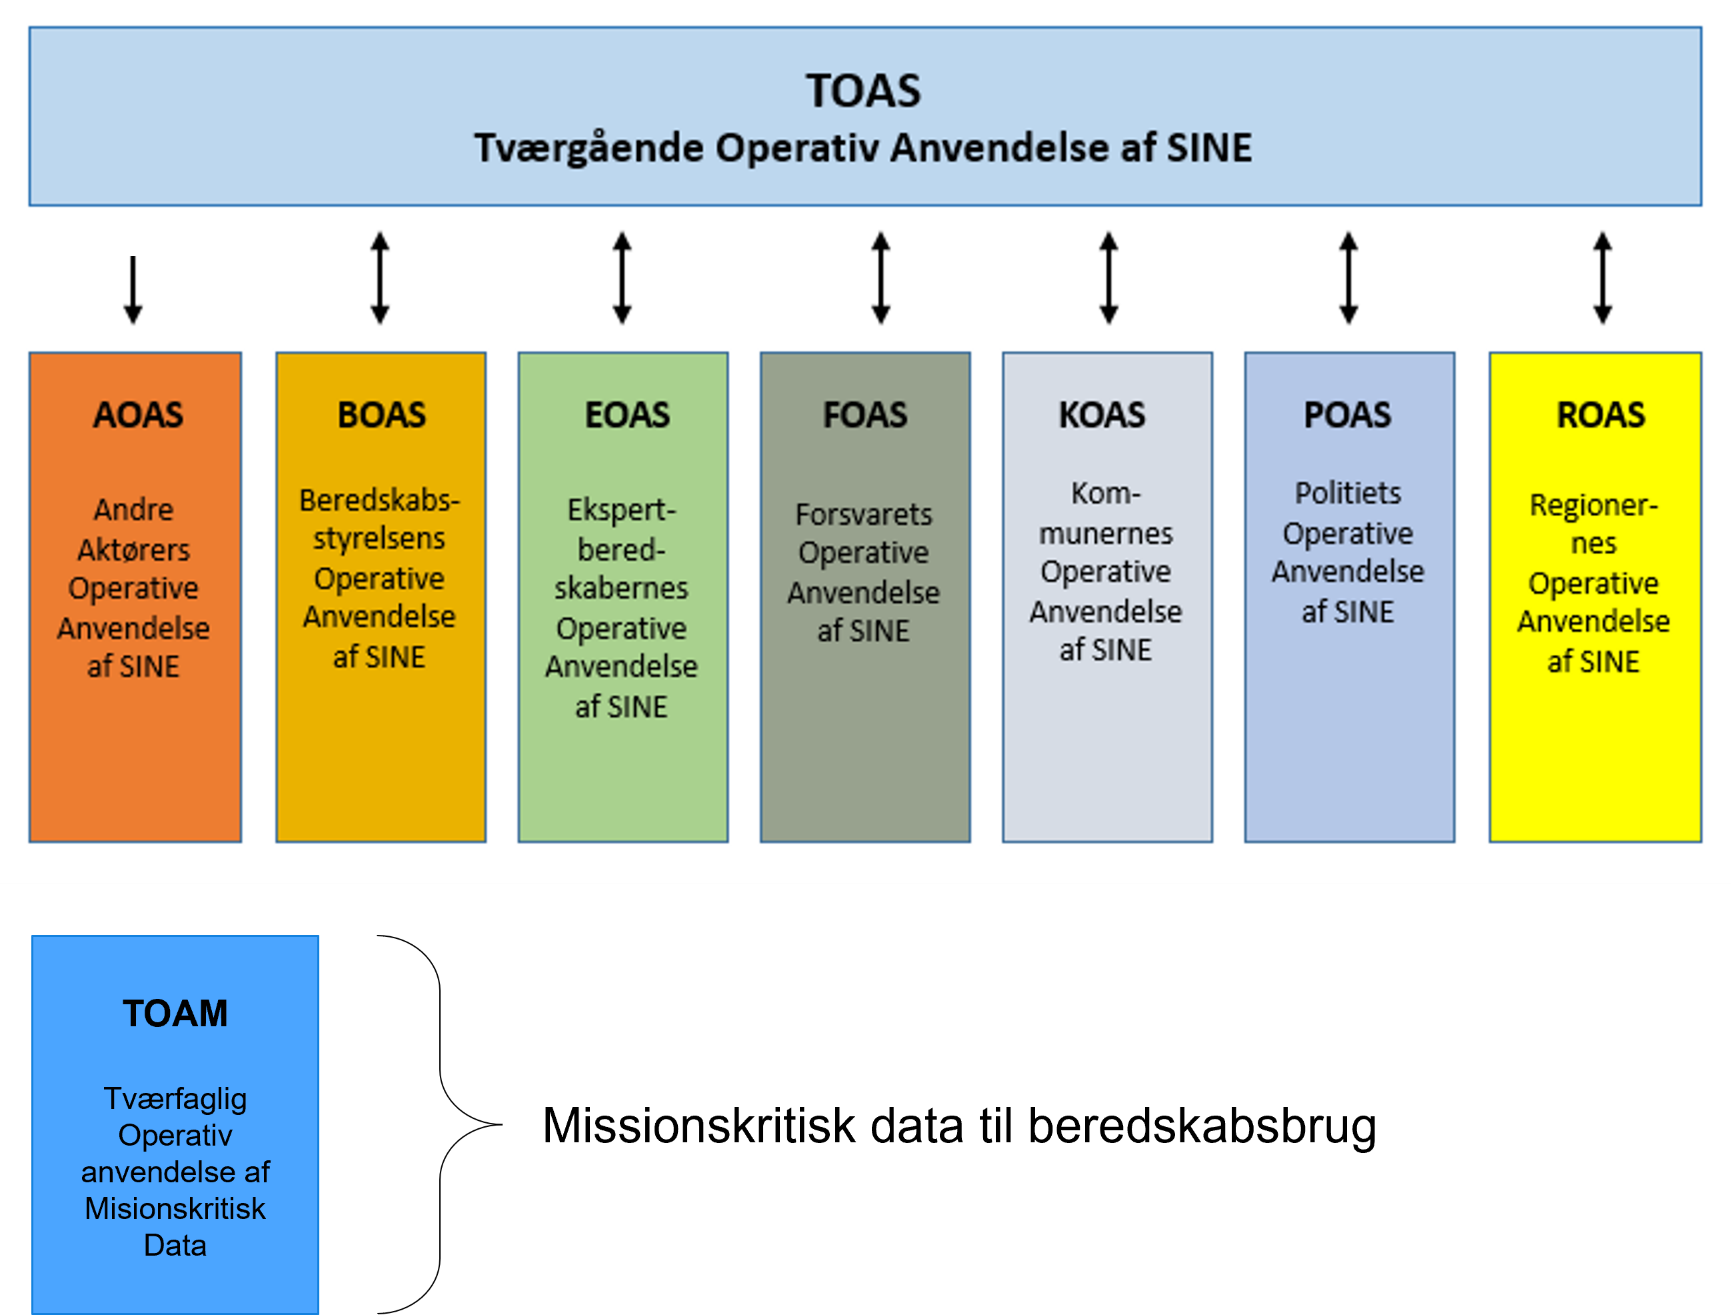 TOAS
Tværgående Operativ Anvendelse af SINE
AOAS
Andre
Aktørers
Operative
Anvendelse
af SINE
BOAS
Beredskabs-
styrelsens
Operative
Anvendelse
af SINE
EOAS
Ekspert-
bered-
skabernes
Operative
Anvendelse
af SINE
FOAS
Forsvarets
Operative
Anvendelse
af SINE
KOAS
Kom-
munernes
Operative
Anvendelse
af SINE
POAS
Politiets
Operative
Anvendelse
af SINE
ROAS
Regioner-
nes
Operative
Anvendelse
af SINE
TOAM
Tværfaglig
Operativ
anvendelse af
Misionskritisk
Data
Missionskritisk data til beredskabsbrug